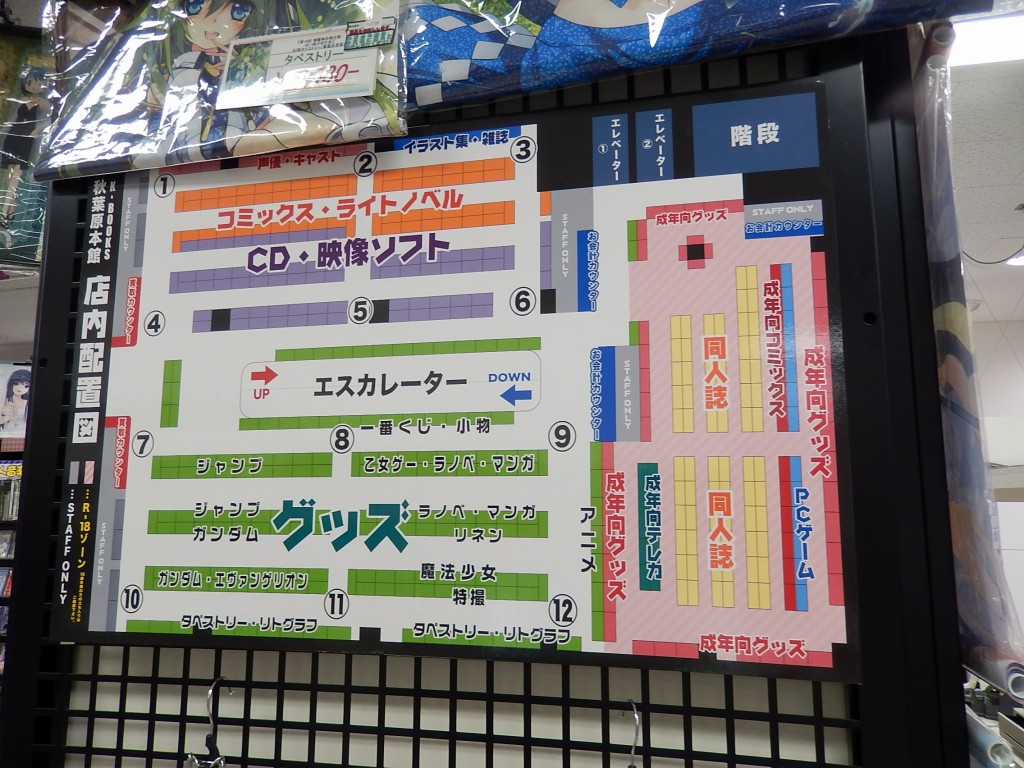 タペストリー
K・BOOKS
秋葉原本館
店内配置図
…R-18ゾーン
…STAFF ONLY
声優・キャスト
イラスト集・雑誌
エレベーター①
エレベーター②
階段
①
②
③
コミックス・ライトノベル
CD・映像ソフト
STAFF ONLY
買取カウンター
STAFF ONLY
お会計カウンター
④
⑤
⑥
UP
エスカレーター
DOWN
一番くじ・小物
お会計カウンター
STAFF ONLY
買取カウンター
STAFF ONLY
⑦
⑧
⑨
ジャンプ
乙女ゲー・ラノベ・マンガ
ジャンプ
ガンダム
グッズ
ラノベ・マンガ
リネン
アニメ
ガンダム・エヴァンゲリオン
魔法少女
特撮
⑩
⑪
⑫
タペストリー・リトグラフ
タペストリー・リトグラフ
成年向グッズ
STAFF ONLY
お会計カウンター
同人誌
成年向コミックス
成年向グッズ
成年向グッズ
成年向テレカ
同人誌
PCゲーム
成年向グッズ